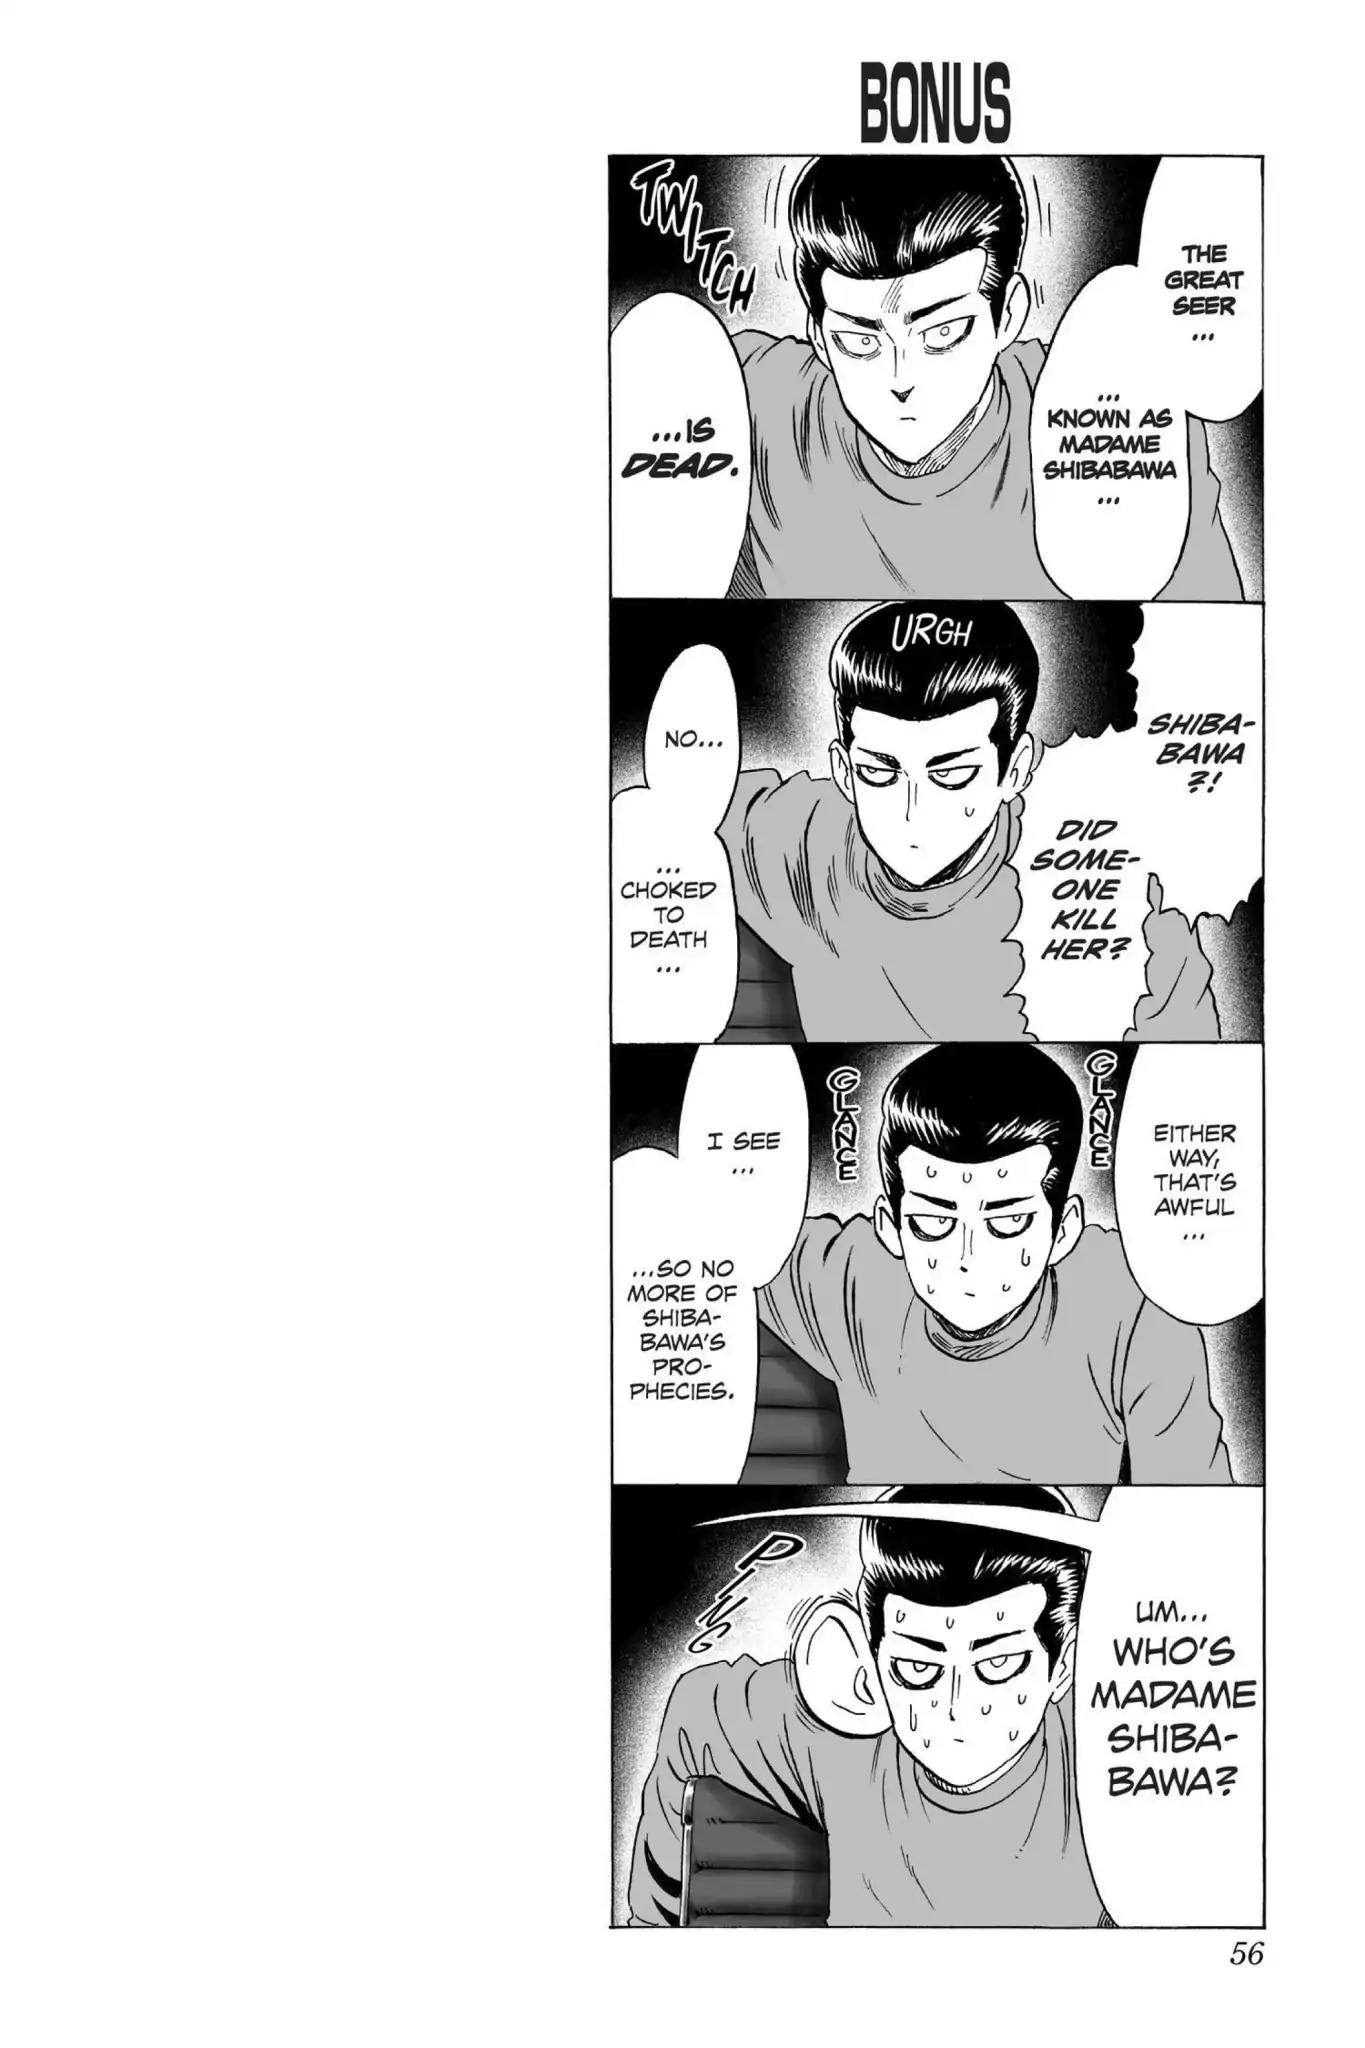 BONUS
THE
GREAT
SEER
...
...
KNOWN AS
MADAME
SHIBABAWA
...
TWITCH
...IS
DEAD.
SHIBA-
BAWA
?!
DID
SOME-
ONE
KILL
HER?
URGH
NO...
...
CHOKED
TO
DEATH
...
EITHER
WAY,
THAT'S
AWFUL
...
GLANCE
GLANCE
I SEE
...
...SO NO
MORE OF
SHIBA-
BAWA'S
PRO-
PHECIES.
UM...
WHO'S
MADAME
SHIBA-
BAWA?
PING
56